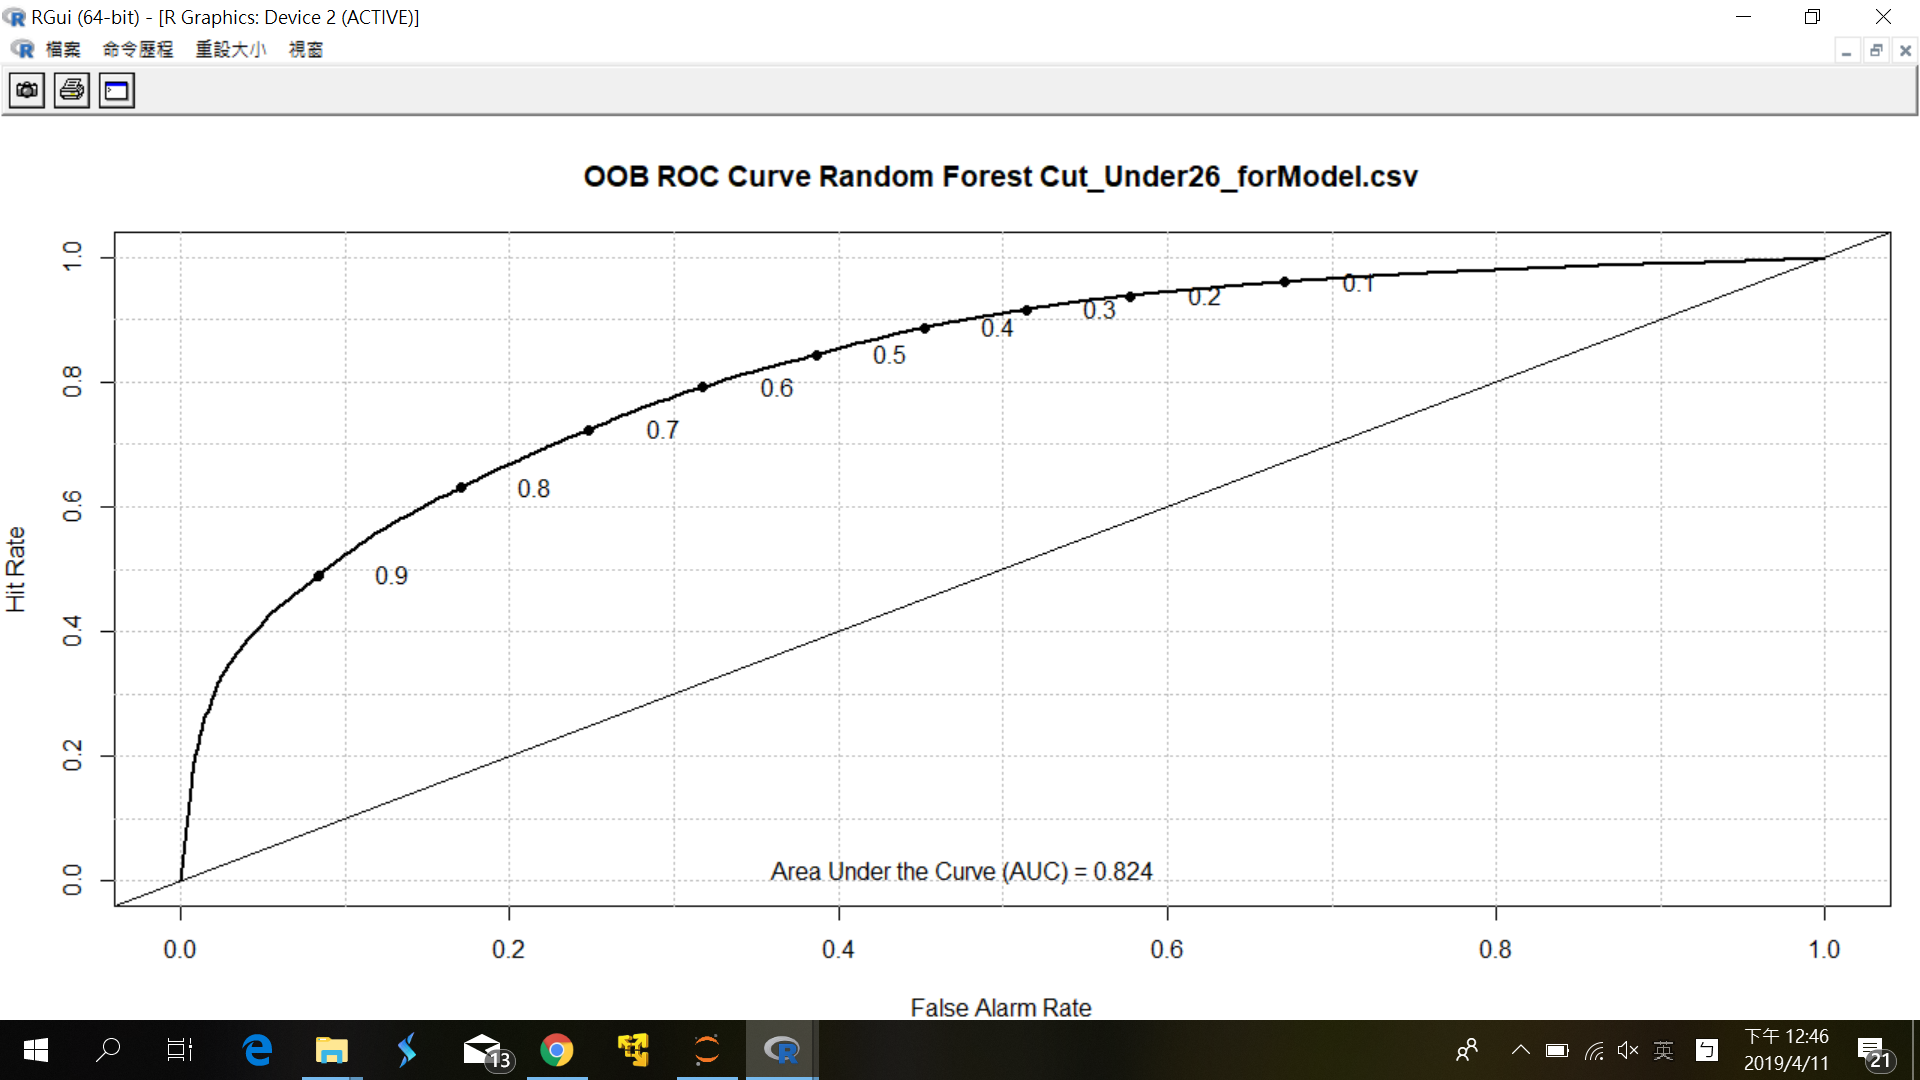 RGui (64-bit) - [R Graphics: Device 2 (ACTIVE)]
檔案 命令歷程 重設大小 視窗
OOB ROC Curve Random Forest Cut_Under26_forModel.csv
Hit Rate
1.0
0.8
0.6
0.4
0.2
0.0
0.1
0.2
0.3
0.4
0.5
0.6
0.7
0.8
0.9
Area Under the Curve (AUC) = 0.824
0.0 0.2 0.4 0.6 0.8 1.0
False Alarm Rate
13
英
下午 12:46
2019/4/11
21